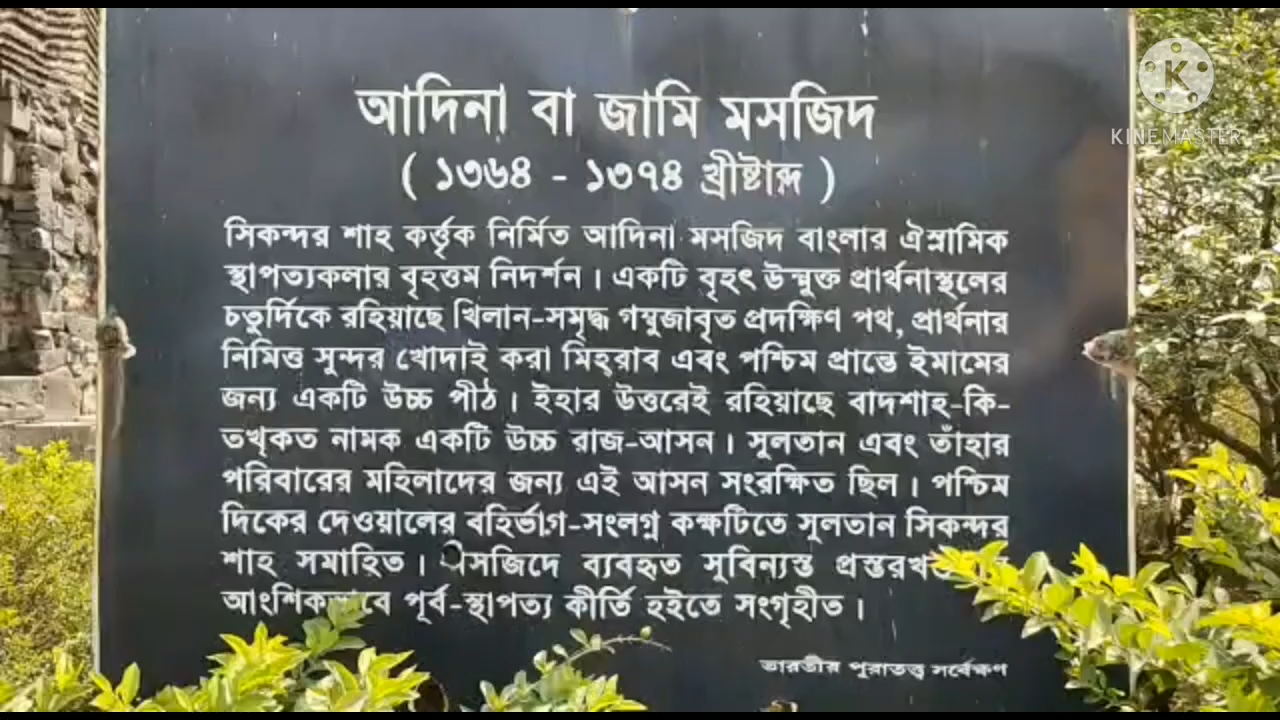 আদিনা বা জামি মসজিদ
( ১৩৬৪ - ১৩৭৪ খ্রীষ্টাব্দ )
সিকন্দর শাহ কর্ত্তৃক নির্মিত আদিনা মসজিদ বাংলার ঐস্লামিক
স্থাপত্যকলার বৃহত্তম নিদর্শন । একটি বৃহৎ উন্মুক্ত প্রার্থনাস্থলের
চতুর্দিকে রহিয়াছে খিলান-সমৃদ্ধ গম্বুজাবৃত প্রদক্ষিণ পথ, প্রার্থনার
নিমিত্ত সুন্দর খোদাই করা মিহ্‌রাব এবং পশ্চিম প্রান্তে ইমামের
জন্য একটি উচ্চ পীঠ । ইহার উত্তরেই রহিয়াছে বাদশাহ-কি-
তখ্‌কত নামক একটি উচ্চ রাজ-আসন । সুলতান এবং তাঁহার
পরিবারের মহিলাদের জন্য এই আসন সংরক্ষিত ছিল । পশ্চিম
দিকের দেওয়ালের বহির্ভাগ-সংলগ্ন কক্ষটিতে সুলতান সিকন্দর
শাহ সমাহিত । মসজিদে ব্যবহৃত সুবিন্যস্ত
আংশিকভাবে পূর্ব-স্থাপত্য কীর্তি হইতে সংগৃহীত ।
ভারতীয় পুরাতত্ত্ব সর্বেক্ষণ
K
KINEMASTER